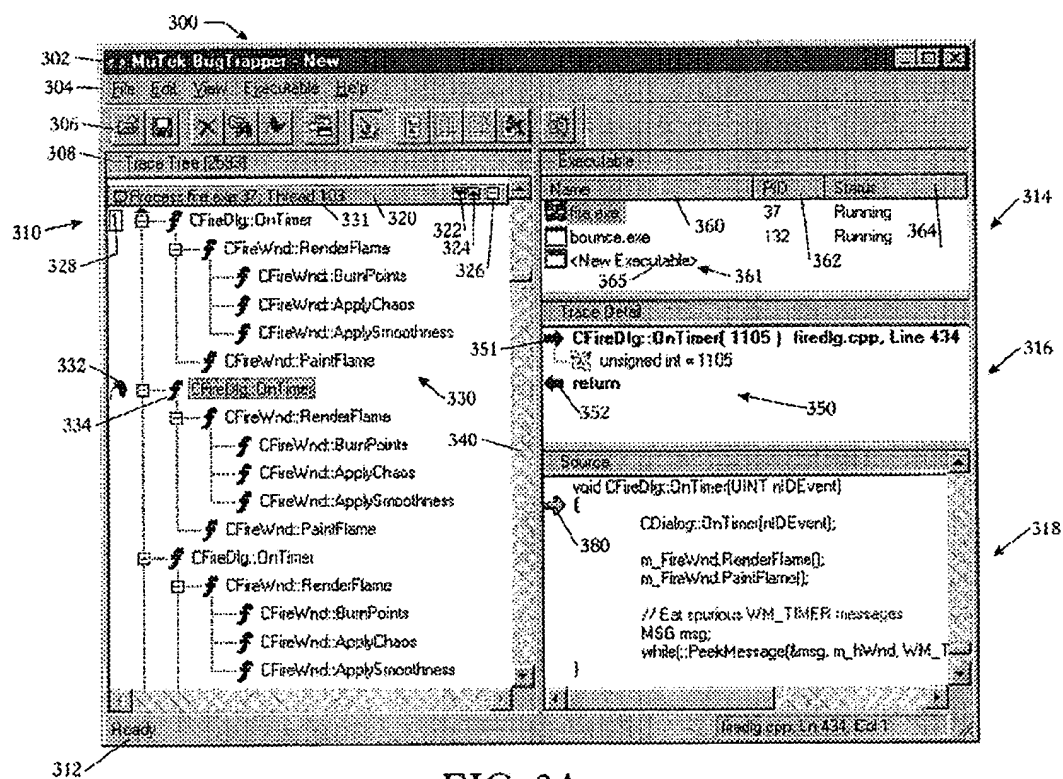 300
302
MuTek BugTrapper - New
304
File Edit View Executable Help
306
308
Trace Tree
Process fire.exe 37, Thread 103
331
320
322
324
326
310
328
1
CFireDlg::OnTimer
CFireWnd::RenderFlame
CFireWnd::BurnPoints
CFireWnd::ApplyChaos
CFireWnd::ApplySmoothness
CFireWnd::PaintFlame
332
334
CFireDlg::OnTimer
330
CFireWnd::RenderFlame
340
CFireWnd::BurnPoints
CFireWnd::ApplyChaos
CFireWnd::ApplySmoothness
CFireWnd::PaintFlame
CFireDlg::OnTimer
CFireWnd::RenderFlame
CFireWnd::BurnPoints
CFireWnd::ApplyChaos
CFireWnd::ApplySmoothness
Executable
Name PID Status
fire.exe 37 Running
bounce.exe 132 Running
<New Executable>
360
362
364
365
361
314
Trace Detail
351
CFireDlg::OnTimer( 1105 ) firedlg.cpp, Line 434
unsigned int = 1105
return
352
350
316
Source
void CFireDlg::OnTimer(UINT nIDEvent)
{
CDialog::OnTimer(nIDEvent);
380
m_FireWnd.RenderFlame();
m_FireWnd.PaintFlame();
318
// Eat spurious WM_TIMER messages
MSG msg;
while(::PeekMessage(&msg, m_hWnd, WM_T
}
Ready
firedlg.cpp, Ln 434,
312
FIG. 3A